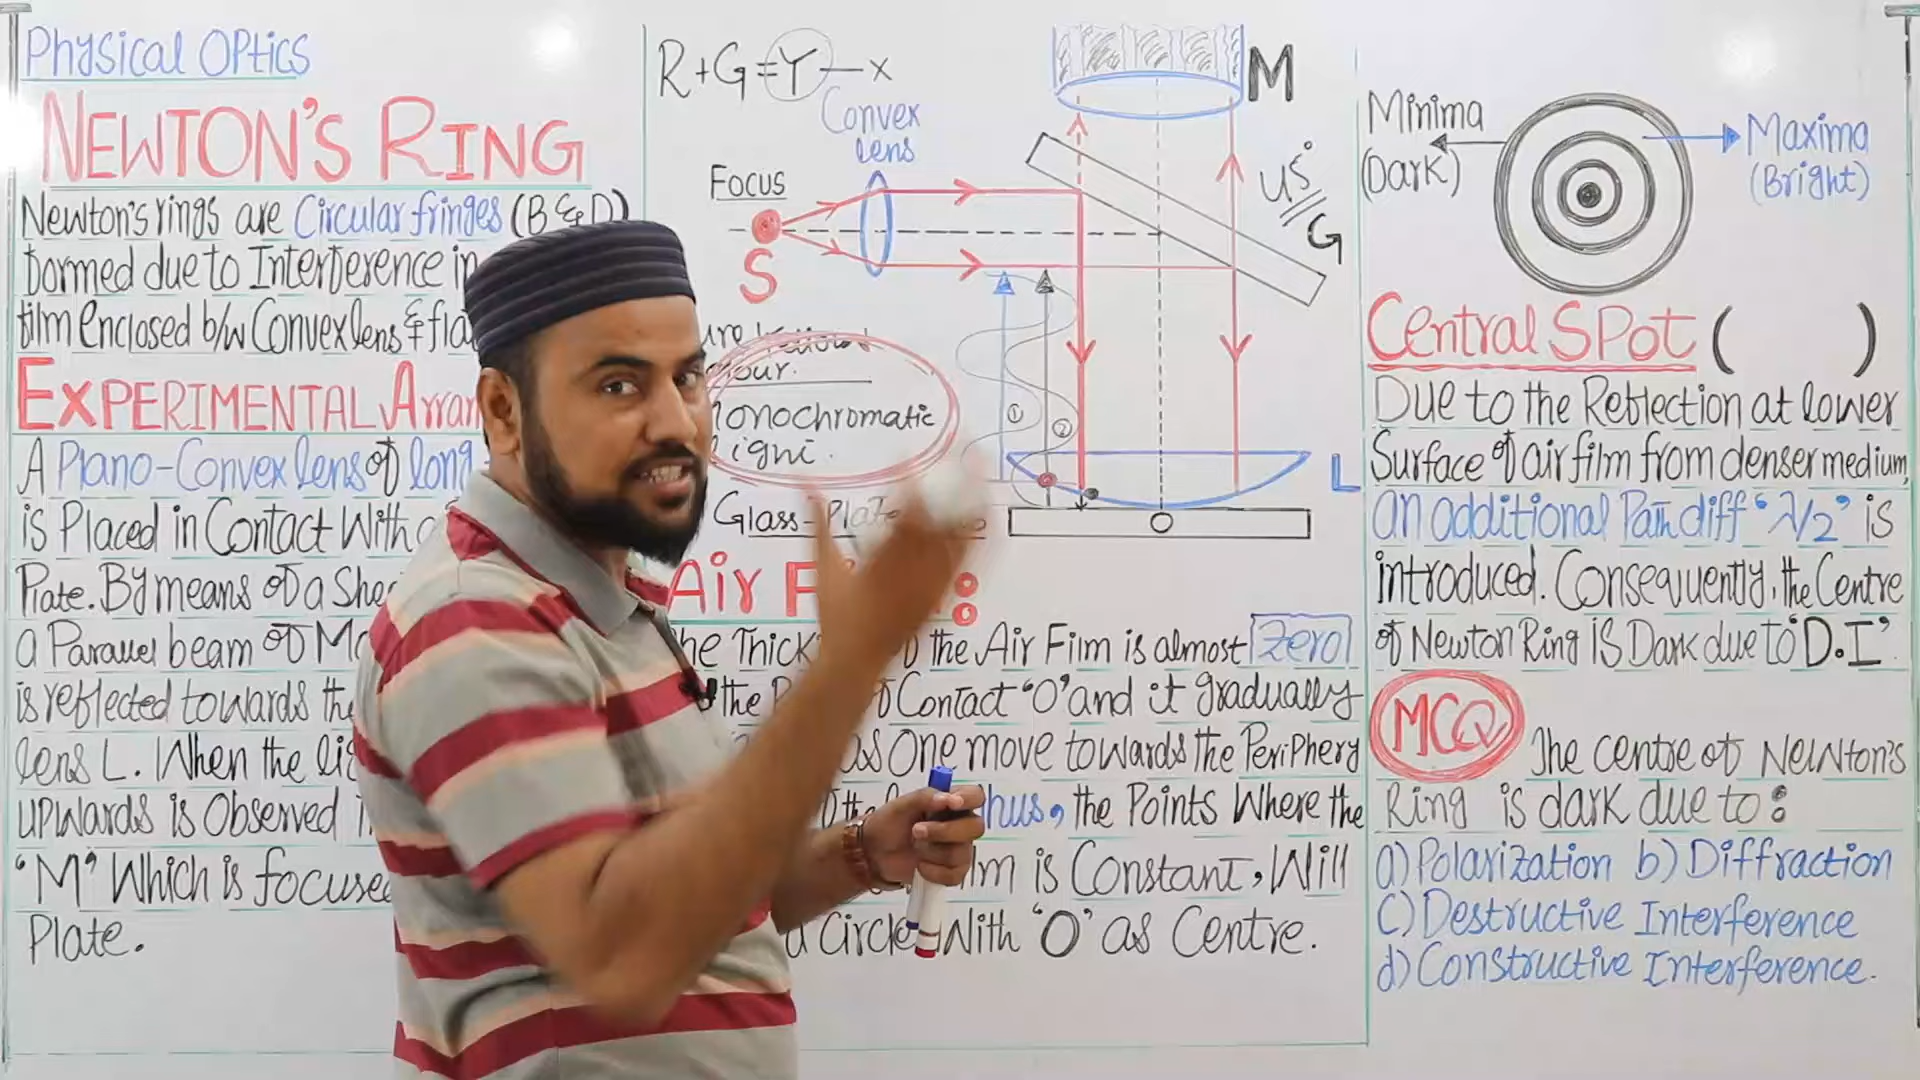 Physical Optics
NEWTON'S RING
Newton's rings are Circular fringes (B & D)
formed due to Interference in
film enclosed b/w Convex lens & fla
EXPERIMENTAL Arran
A Plano-Convex lens of long
is Placed in Contact With
Plate. By means of a
a Parallel beam of
is reflected towards the
lens L. When the
upwards is Observed
'M' Which is focused
Plate.
R+G=Y—x
Convex
lens
Focus
S
M
45°
G
L
O
①
②
our.
onochromatic
Glass-Plate
Air
The Thick the Air Film is almost Zero
the Contact 'O' and it gradually
as One move towards the Periphery
thus, the Points Where the
is Constant, Will
a Circle With 'O' as Centre.
Minima
(Dark)
Maxima
(Bright)
Central SPot ( )
Due to the Reflection at lower
Surface of air film from denser medium,
an additional Path diff 'λ/2' is
introduced. Consequently, the Centre
of Newton Ring is Dark due to 'D.I'.
MCQ The centre of Newton's
Ring is dark due to:
a) Polarization b) Diffraction
c) Destructive Interference
d) Constructive Interference.